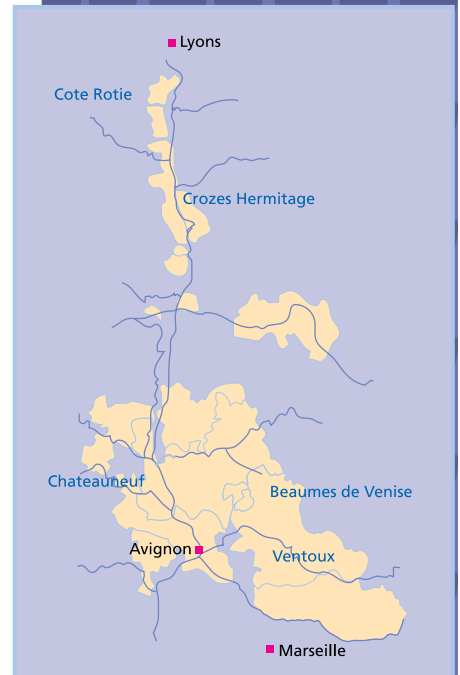 Lyons
Cote Rotie
Crozes Hermitage
Chateauneuf
Beaumes de Venise
Avignon
Ventoux
Marseille